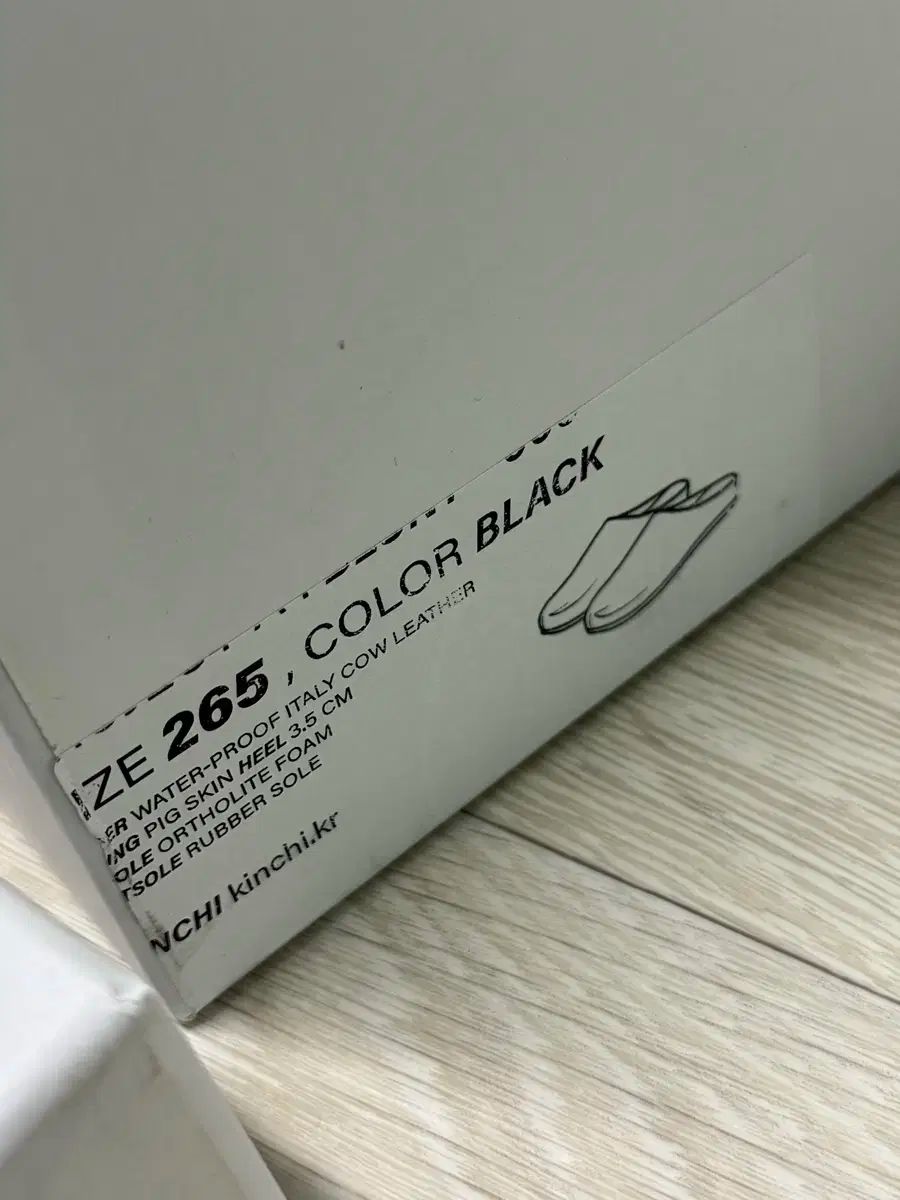 ZE 265, COLOR BLACK
ER WATER-PROOF ITALY COW LEATHER
ING PIG SKIN HEEL 3.5 CM
OLE ORTHOLITE FOAM
TSOLE RUBBER SOLE
NCHI kinchi.kr